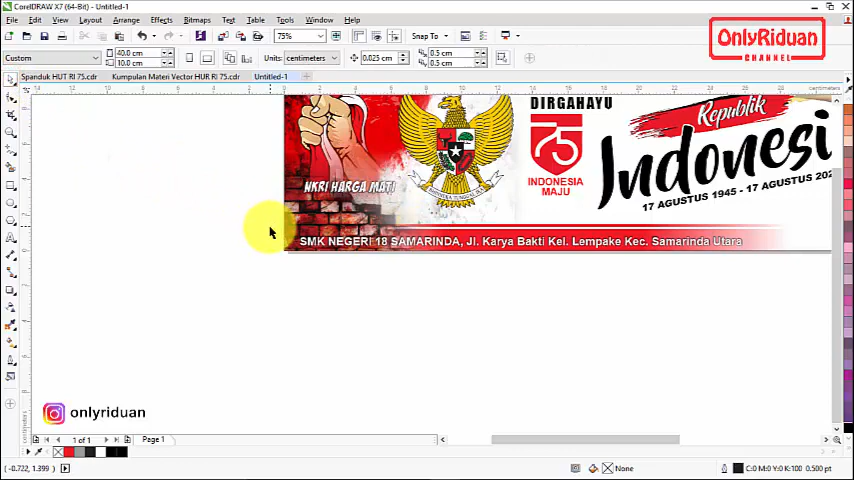 CorelDRAW X7 (64-Bit) - Untitled-1
File Edit View Layout Arrange Effects Bitmaps Text Table Tools Window Help
75%
Snap To
Custom
40.0 cm
10.0 cm
Units: centimeters
0.025 cm
0.5 cm
0.5 cm
Spanduk HUT RI 75.cdr
Kumpulan Materi Vector HUR RI 75.cdr
Untitled-1
centimeters
OnlyRiduan
CHANNEL
DIRGAHAYU
Republik
Indonesi
75
INDONESIA
MAJU
17 AGUSTUS 1945 - 17 AGUSTUS 202
NKRI HARGA MATI
SMK NEGERI 18 SAMARINDA, Jl. Karya Bakti Kel. Lempake Kec. Samarinda Utara
onlyriduan
1 of 1
Page 1
(-0.722, 1.399)
None
C:0 M:0 Y:0 K:100 0.500 pt